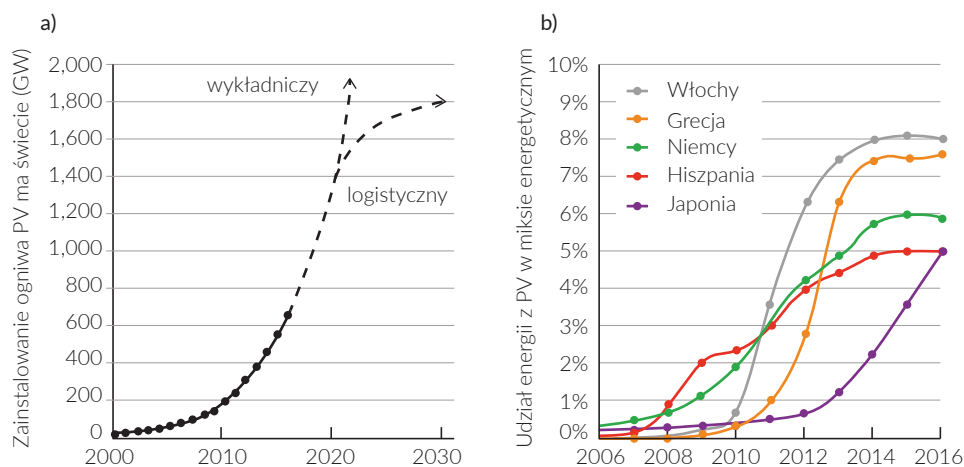 a)
Zainstalowanie ogniwa PV ma świecie (GW)
2,000
1,800
1,600
1,400
1,200
1,000
800
600
400
200
0
2000
2010
2020
2030
wykładniczy
logistyczny
b)
Udział energii z PV w miksie energetycznym
10%
9%
8%
7%
6%
5%
4%
3%
2%
1%
0%
2006
2008
2010
2012
2014
2016
Włochy
Grecja
Niemcy
Hiszpania
Japonia